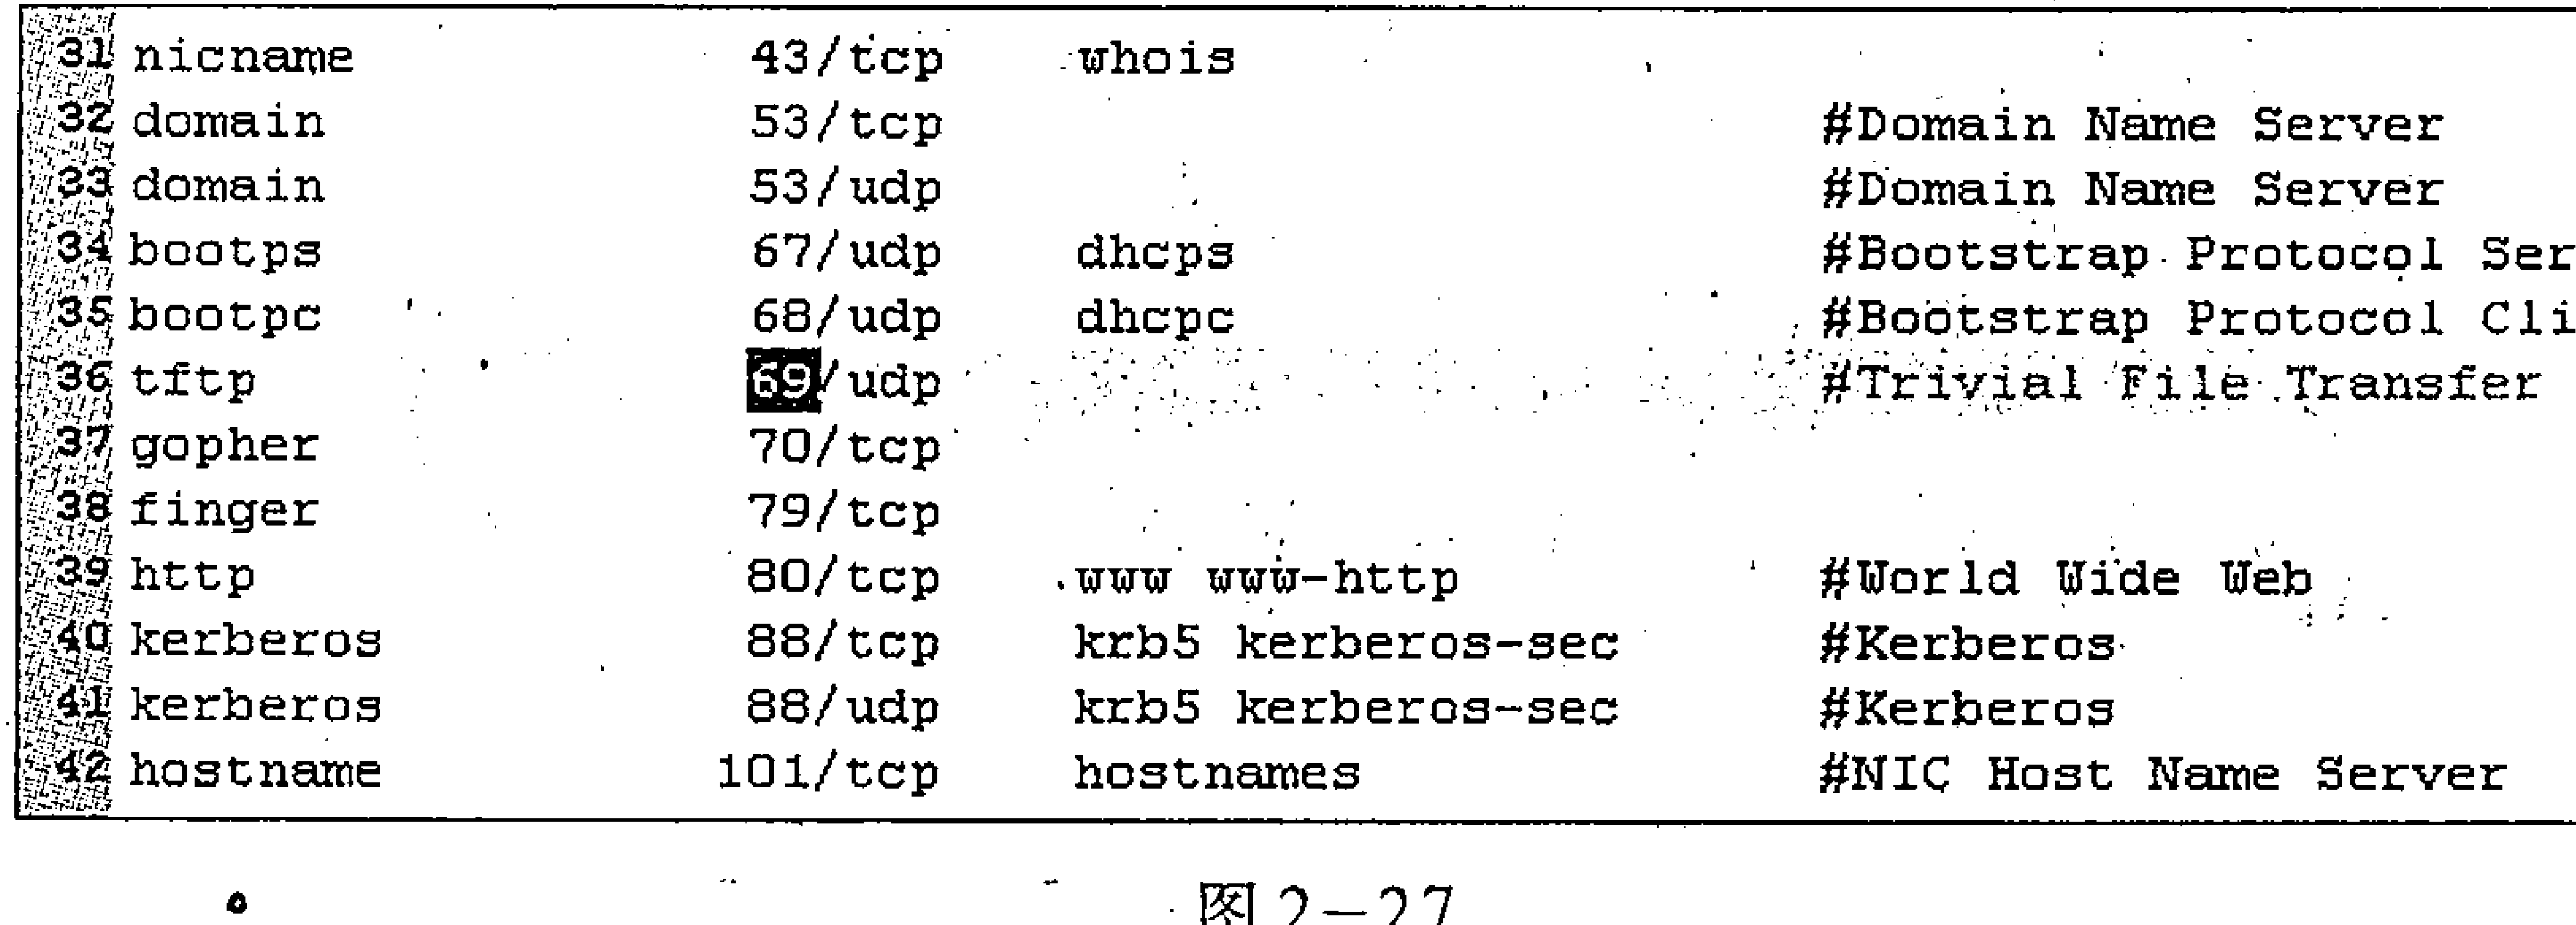 31 nicname 43/tcp whois
32 domain 53/tcp #Domain Name Server
33 domain 53/udp #Domain Name Server
34 bootps 67/udp dhcps #Bootstrap Protocol Ser
35 bootpc 68/udp dhcpc #Bootstrap Protocol Cli
36 tftp 69/udp #Trivial File Transfer
37 gopher 70/tcp
38 finger 79/tcp
39 http 80/tcp www www-http #World Wide Web
40 kerberos 88/tcp krb5 kerberos-sec #Kerberos
41 kerberos 88/udp krb5 kerberos-sec #Kerberos
42 hostname 101/tcp hostnames #NIC Host Name Server
图2-27